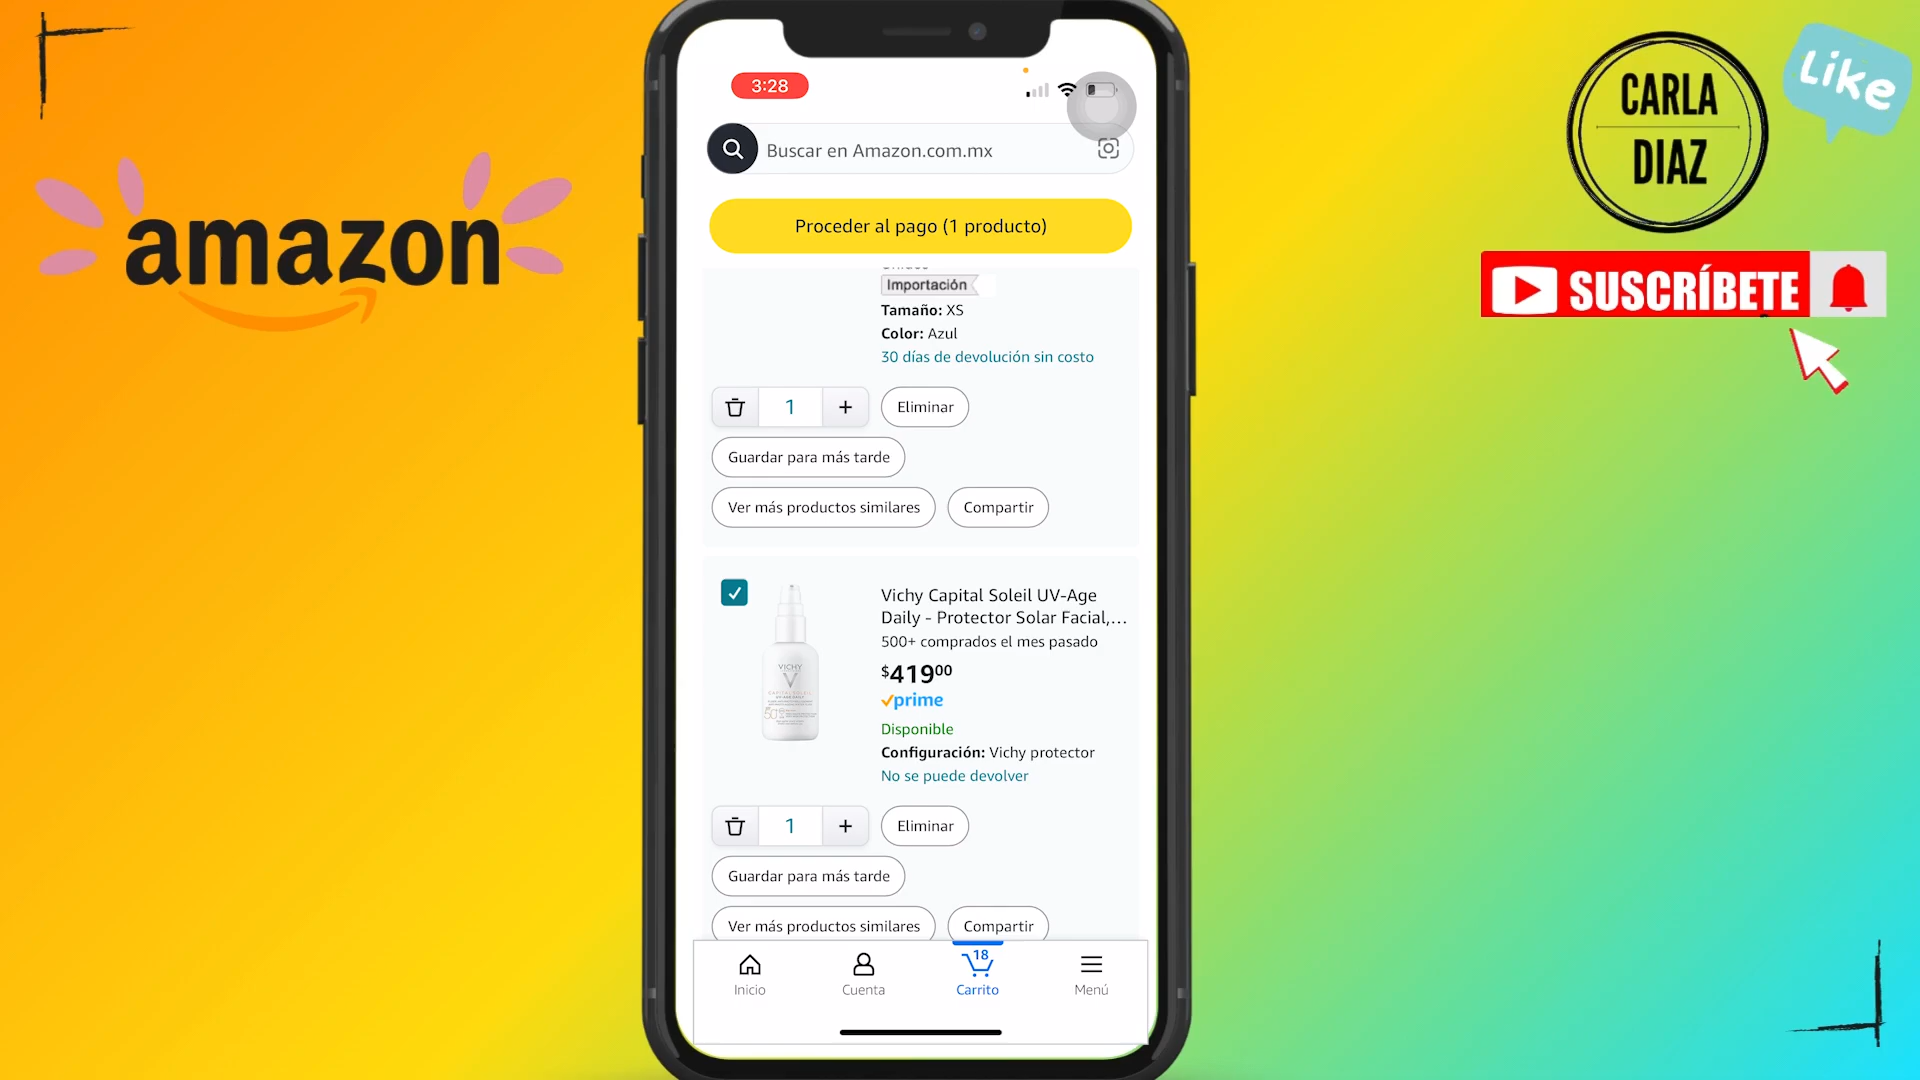 3:28
Buscar en Amazon.com.mx
Proceder al pago (1 producto)
Importación
Tamaño: XS
Color: Azul
30 días de devolución sin costo
1
Eliminar
Guardar para más tarde
Ver más productos similares
Compartir
VICHY
50+
Vichy Capital Soleil UV-Age
Daily - Protector Solar Facial,...
500+ comprados el mes pasado
$41900
prime
Disponible
Configuración: Vichy protector
No se puede devolver
1
Eliminar
Guardar para más tarde
Ver más productos similares
Compartir
18
Inicio
Cuenta
Carrito
Menú
amazon
CARLA
DIAZ
Like
SUSCRÍBETE